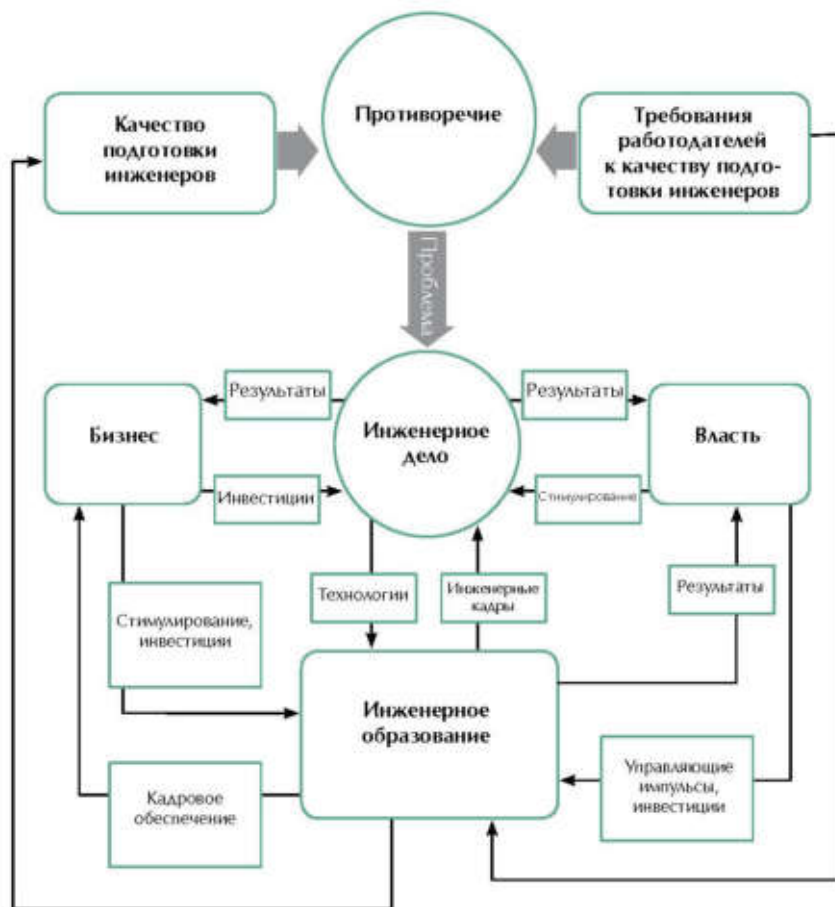 Противоречие
Качество
подготовки
инженеров
Требования
работодателей
к качеству подго-
товки инженеров
Проблема
Результаты
Результаты
Бизнес
Инженерное
дело
Власть
Инвестиции
Стимулирование
Технологии
Инженерные
кадры
Результаты
Стимулирование,
инвестиции
Инженерное
образование
Управляющие
импульсы,
инвестиции
Кадровое
обеспечение